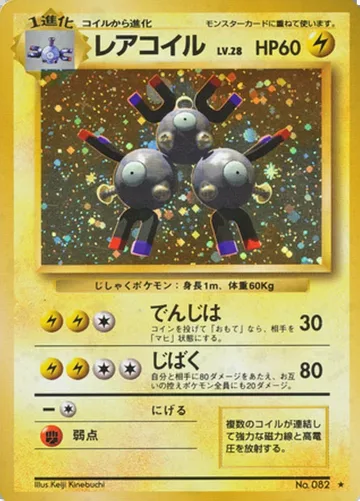 1進化 コイルから進化 モンスターカードに重ねて使います。
レアコイル LV.28 HP60
じしゃくポケモン：身長1m、体重60Kg
でんじは 30
コインを投げて「おもて」なら、相手を
「マヒ」状態にする。
じばく 80
自分と相手に80ダメージをあたえ、お互
いの控えポケモン全員にも20ダメージ。
にげる
弱点
複数のコイルが連結し
て強力な磁力線と高電
圧を放射する。
Illus.Keiji Kinebuchi No.082 ★